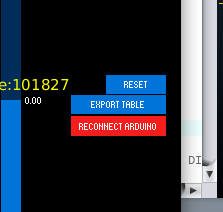 e:101827
RESET
0.00
EXPORT TABLE
RECONNECT ARDUINO
DI